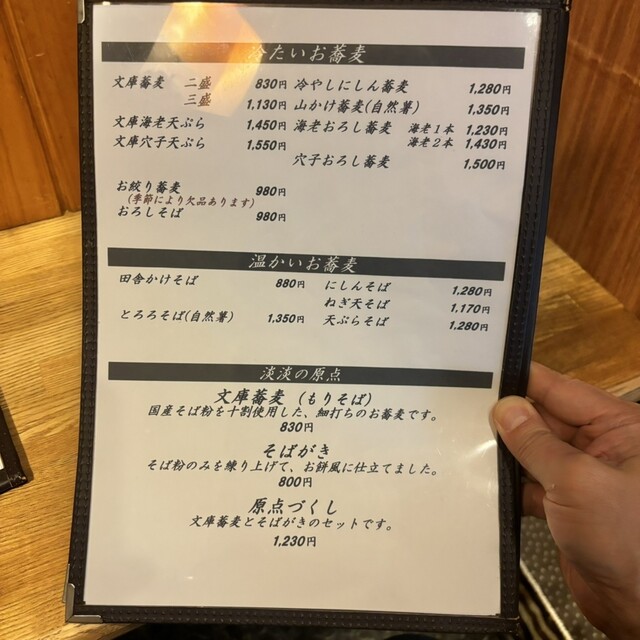 冷たいお蕎麦
文庫蕎麦 二盛 830円
三盛 1,130円
文庫海老天ぷら 1,450円
文庫穴子天ぷら 1,550円
お絞り蕎麦 980円
(季節により欠品あります)
おろしそば 980円
冷やしにしん蕎麦 1,280円
山かけ蕎麦(自然薯) 1,350円
海老おろし蕎麦 海老1本 1,230円
海老2本 1,430円
穴子おろし蕎麦 1,500円
温かいお蕎麦
田舎かけそば 880円
とろろそば(自然薯) 1,350円
にしんそば 1,280円
ねぎ天そば 1,170円
天ぷらそば 1,280円
淡淡の原点
文庫蕎麦 (もりそば)
国産そば粉を十割使用した、細打ちのお蕎麦です。
830円
そばがき
そば粉のみを練り上げて、お餅風に仕立てました。
800円
原点づくし
文庫蕎麦とそばがきのセットです。
1,230円